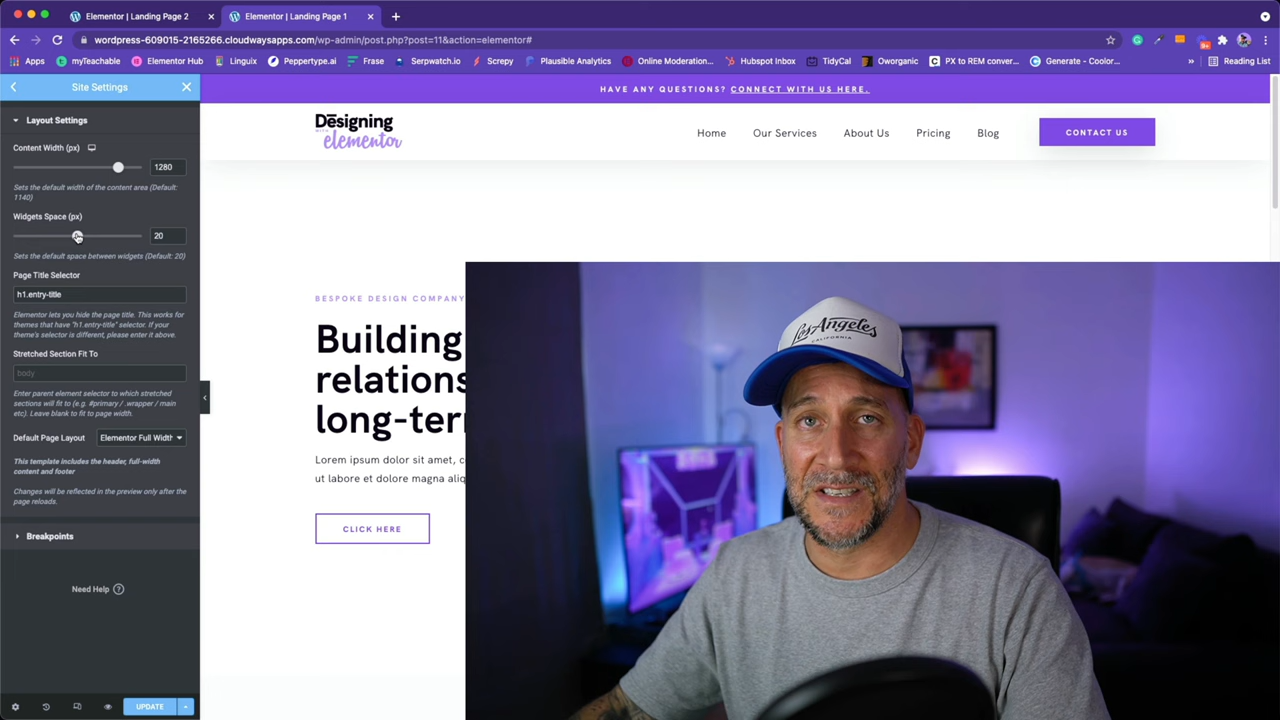 Elementor | Landing Page 2
Elementor | Landing Page 1
wordpress-609015-2165266.cloudwaysapps.com/wp-admin/post.php?post=11&action=elementor#
Apps
myTeachable
Elementor Hub
Linguix
Peppertype.ai
Frase
Serpwatch.io
Screpy
Plausible Analytics
Online Moderation...
Hubspot Inbox
TidyCal
Oworganic
PX to REM conver...
Generate - Coolor...
»
Reading List
Site Settings
HAVE ANY QUESTIONS? CONNECT WITH US HERE.
Layout Settings
Content Width (px)
1280
Sets the default width of the content area (Default:
1140)
Widgets Space (px)
20
Sets the default space between widgets (Default: 20)
Page Title Selector
h1.entry-title
Elementor lets you hide the page title. This works for
themes that have "h1.entry-title" selector. If your
theme's selector is different, please enter it above.
Stretched Section Fit To
body
Enter parent element selector to which stretched
sections will fit to (e.g. #primary / .wrapper / main
etc). Leave blank to fit to page width.
Default Page Layout
Elementor Full Width
This template includes the header, full-width
content and footer
Changes will be reflected in the preview only after the
page reloads.
Breakpoints
Need Help
UPDATE
Designing
WITH
elementor
Home
Our Services
About Us
Pricing
Blog
CONTACT US
BESPOKE DESIGN COMPANY
Building
relations
long-ter
Lorem ipsum dolor sit amet, c
ut labore et dolore magna aliq
CLICK HERE
Los Angeles
CALIFORNIA